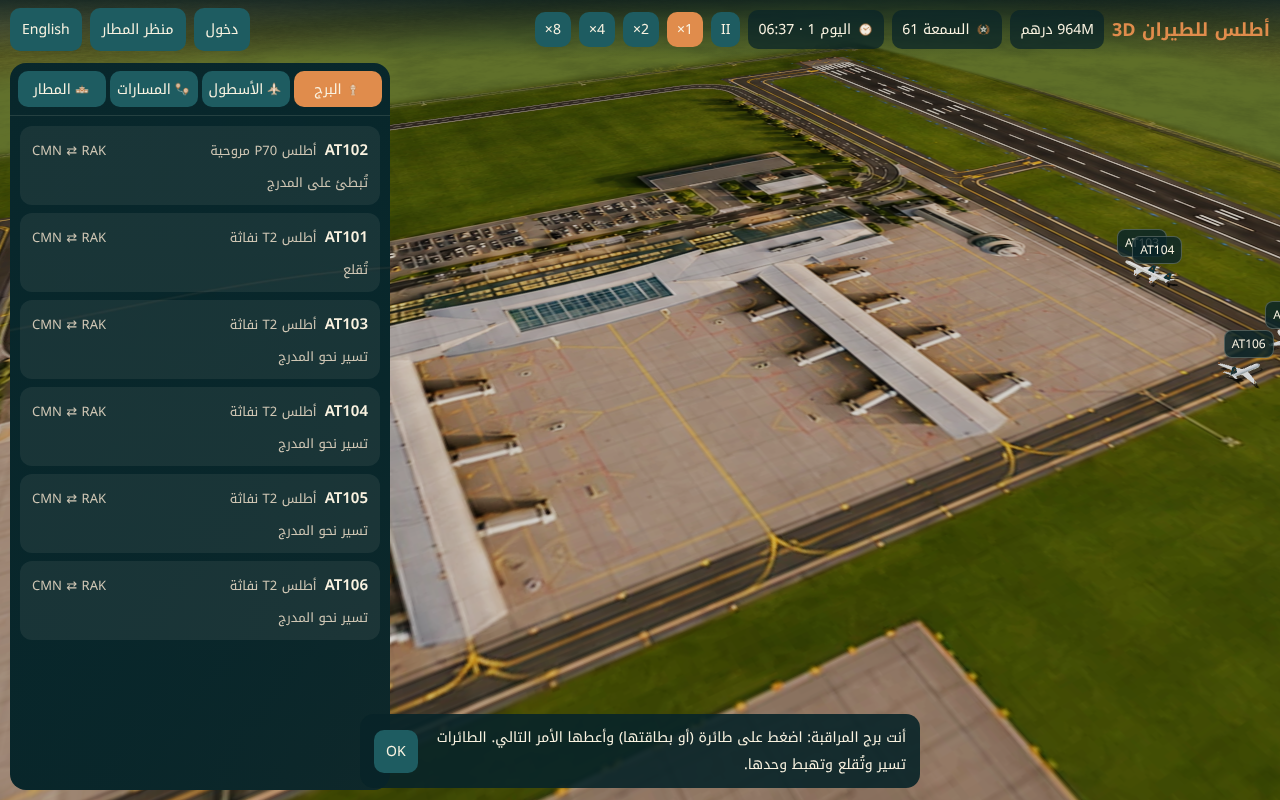 أطلس للطيران 3D
964M درهم
السمعة 61
اليوم 1 · 06:37
II
×1
×2
×4
×8
دخول
منظر المطار
English
البرج
الأسطول
المسارات
المطار
AT102 أطلس P70 مروحية CMN ⇄ RAK
تُبطئ على المدرج
AT101 أطلس T2 نفاثة CMN ⇄ RAK
تُقلع
AT103 أطلس T2 نفاثة CMN ⇄ RAK
تسير نحو المدرج
AT104 أطلس T2 نفاثة CMN ⇄ RAK
تسير نحو المدرج
AT105 أطلس T2 نفاثة CMN ⇄ RAK
تسير نحو المدرج
AT106 أطلس T2 نفاثة CMN ⇄ RAK
تسير نحو المدرج
AT104
AT106
أنت برج المراقبة: اضغط على طائرة (أو بطاقتها) وأعطها الأمر التالي. الطائرات
تسير وتُقلع وتهبط وحدها.
OK